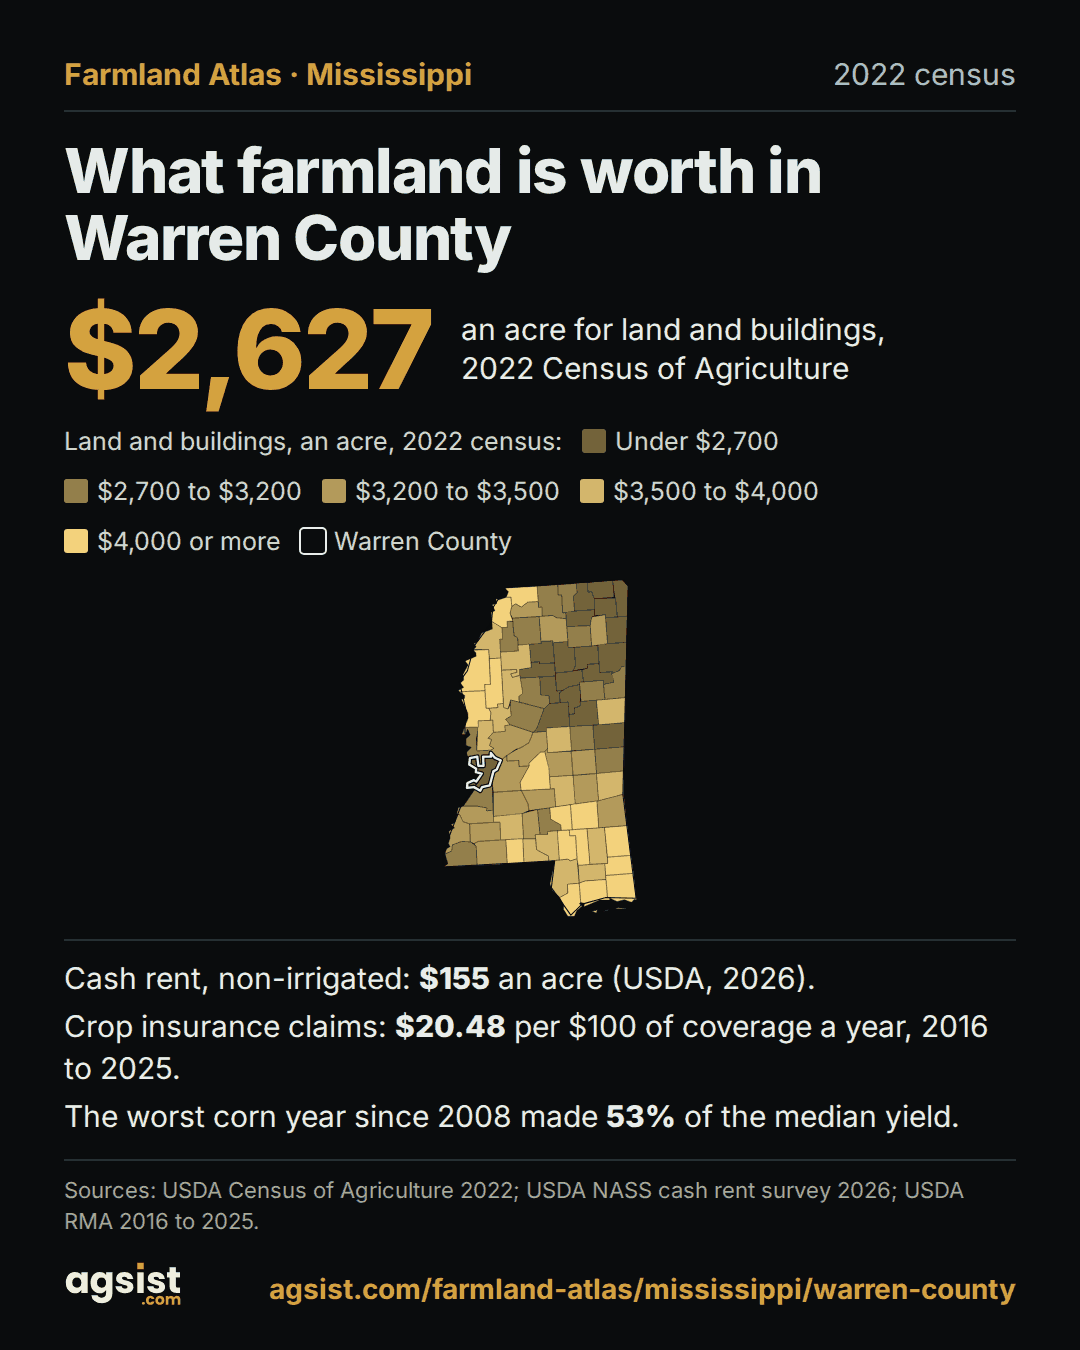 Farmland Atlas · Mississippi
2022 census
What farmland is worth in
Warren County
$2,627
an acre for land and buildings,
2022 Census of Agriculture
Land and buildings, an acre, 2022 census: Under $2,700
$2,700 to $3,200 $3,200 to $3,500 $3,500 to $4,000
$4,000 or more Warren County
Cash rent, non-irrigated: $155 an acre (USDA, 2026).
Crop insurance claims: $20.48 per $100 of coverage a year, 2016
to 2025.
The worst corn year since 2008 made 53% of the median yield.
Sources: USDA Census of Agriculture 2022; USDA NASS cash rent survey 2026; USDA
RMA 2016 to 2025.
agsist
.com
agsist.com/farmland-atlas/mississippi/warren-county